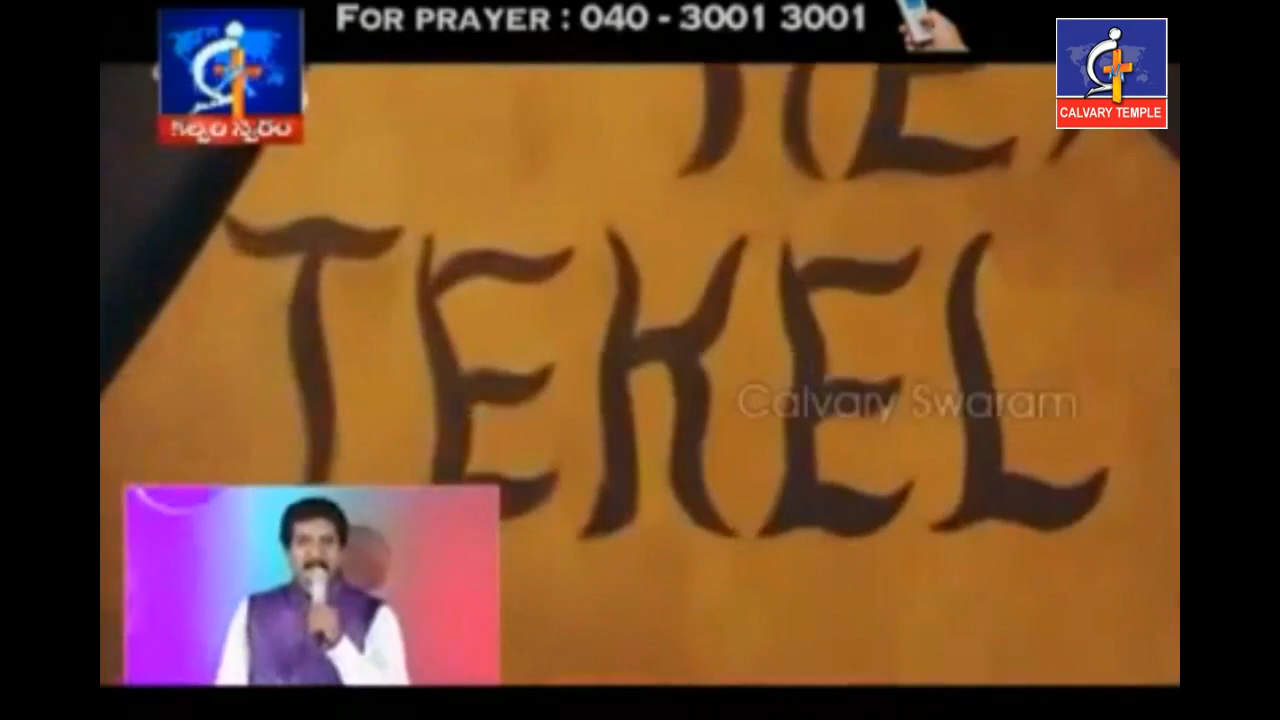 FOR PRAYER : 040 - 3001 3001
CALVARY TEMPLE
TEKEL
Calvary Swaram